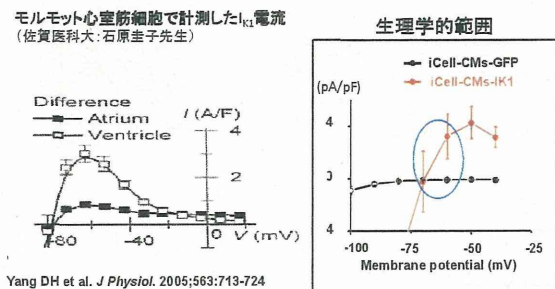 モルモット心室筋細胞で計測したIK1電流
(佐賀医科大:石原圭子先生)
生理学的範囲
Difference
Atrium
Ventricle
I (A/F)
4
2
0
-80
-40
0
V (mV)
Yang DH et al. J Physiol. 2005;563:713-724
iCell-CMs-GFP
iCell-CMs-IK1
(pA/pF)
4
0
4
-100
-75
-50
-25
Membrane potential (mV)